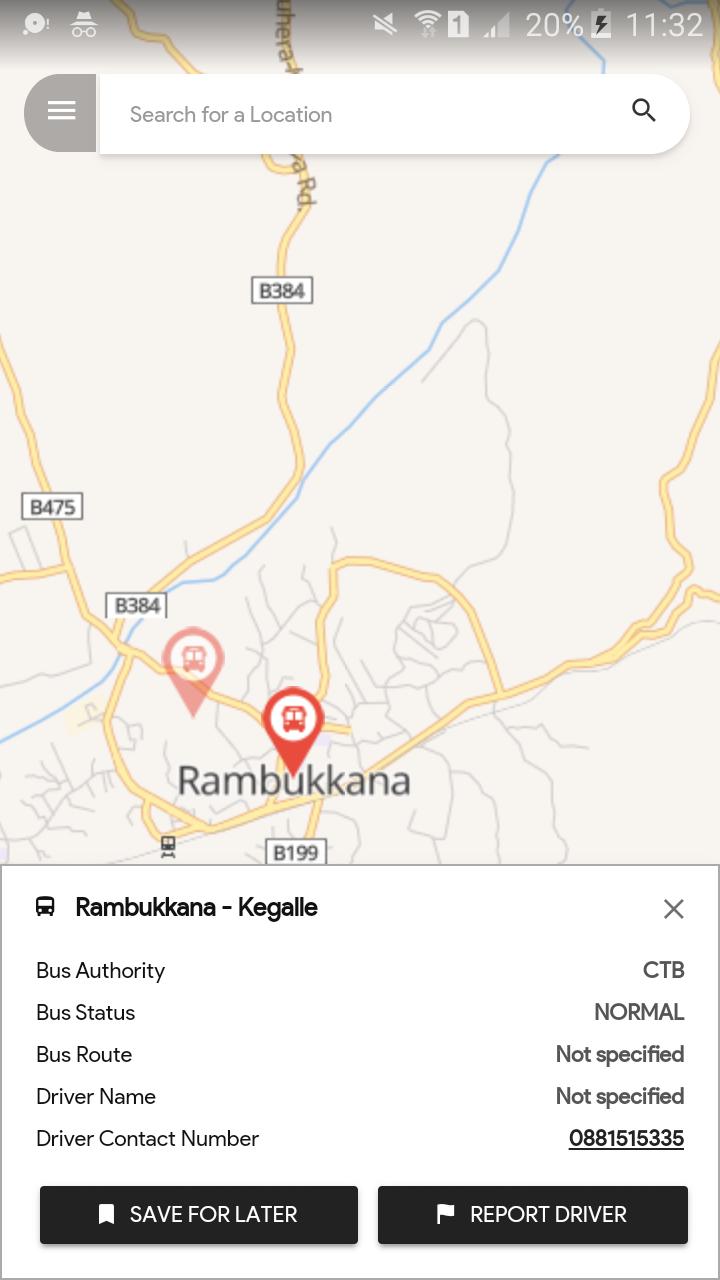 20% 11:32
Search for a Location
uhera-
a Rd.
B384
B475
B384
Rambukkana
B199
Rambukkana - Kegalle
Bus Authority CTB
Bus Status NORMAL
Bus Route Not specified
Driver Name Not specified
Driver Contact Number 0881515335
SAVE FOR LATER REPORT DRIVER